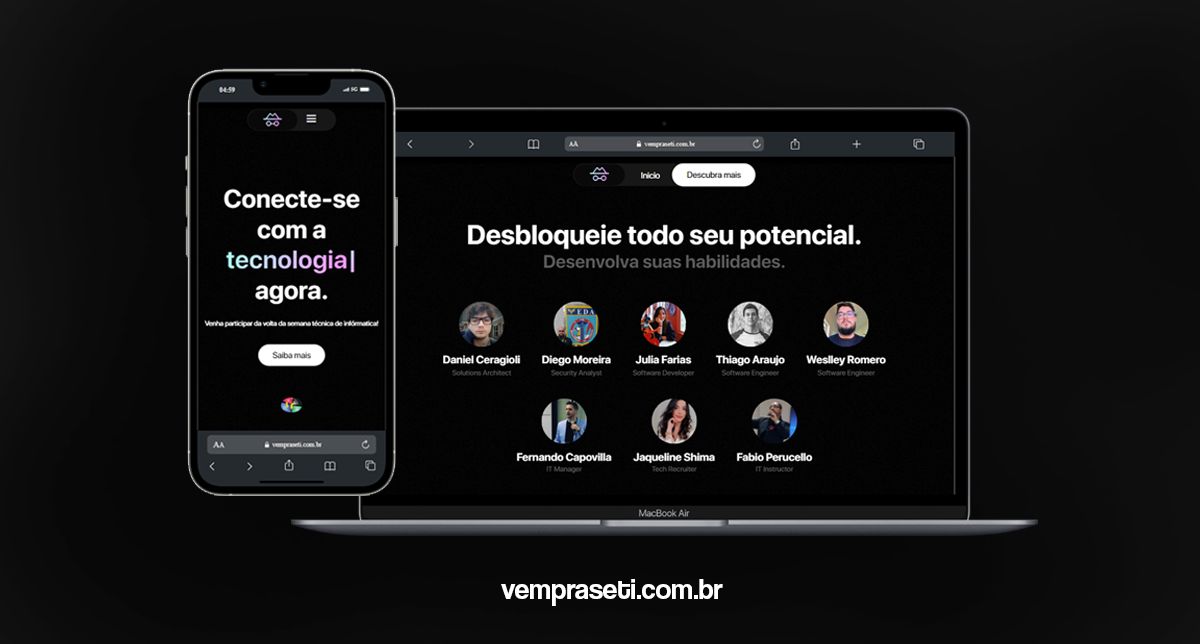 04:59
5G
Conecte-se
com a
tecnologia|
agora.
Venha participar da volta da semana técnica de informática!
Saiba mais
AA
vempraseti.com.br
AA
vempraseti.com.br
Inicio
Descubra mais
Desbloqueie todo seu potencial.
Desenvolva suas habilidades.
E.D.A
Daniel Ceragioli
Diego Moreira
Julia Farias
Thiago Araujo
Weslley Romero
Solutions Architect
Security Analyst
Software Developer
Software Engineer
Software Engineer
Fernando Capovilla
Jaqueline Shima
Fabio Perucello
IT Manager
Tech Recruiter
IT Instructor
MacBook Air
vempraseti.com.br